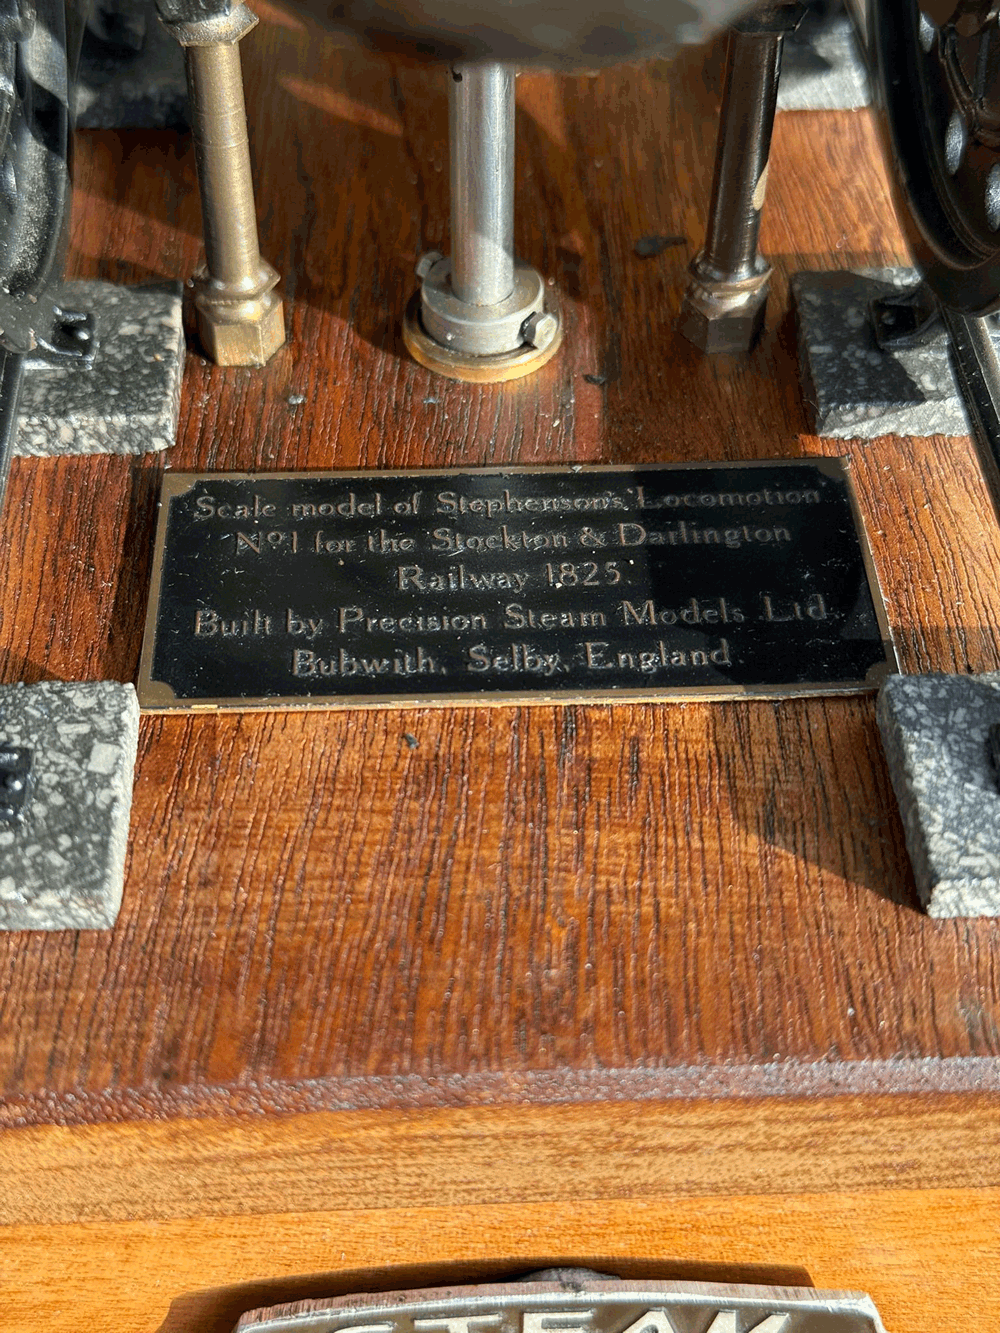 Scale model of Stephenson's Locomotion
Nº1 for the Stockton & Darlington
Railway 1825
Built by Precision Steam Models Ltd.
Bubwith, Selby, England.
STEAK